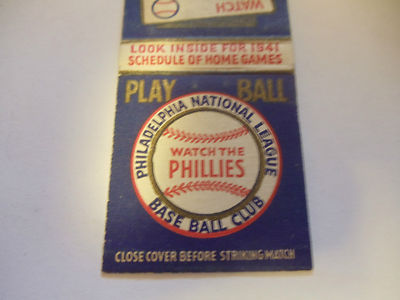 WATCH
LOOK INSIDE FOR 1941
SCHEDULE OF HOME GAMES
PLAY BALL
PHILADELPHIA NATIONAL LEAGUE
WATCH THE
PHILLIES
BASE BALL CLUB
CLOSE COVER BEFORE STRIKING MATCH